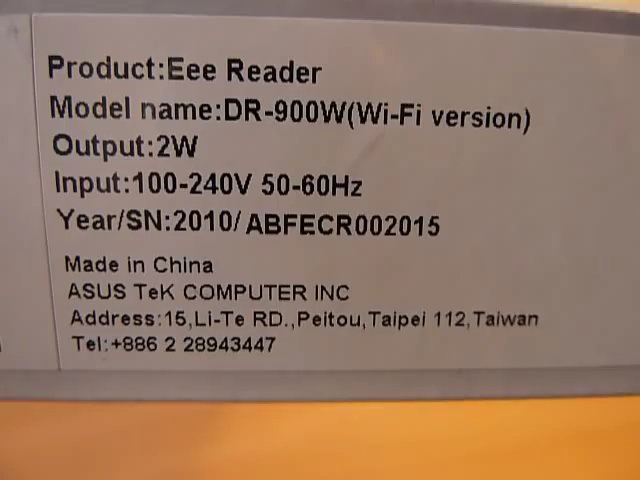 Product:Eee Reader
Model name:DR-900W(Wi-Fi version)
Output:2W
Input:100-240V 50-60Hz
Year/SN:2010/ABFECR002015
Made in China
ASUS TeK COMPUTER INC
Address:15,Li-Te RD.,Peitou,Taipei 112,Taiwan
Tel:+886 2 28943447